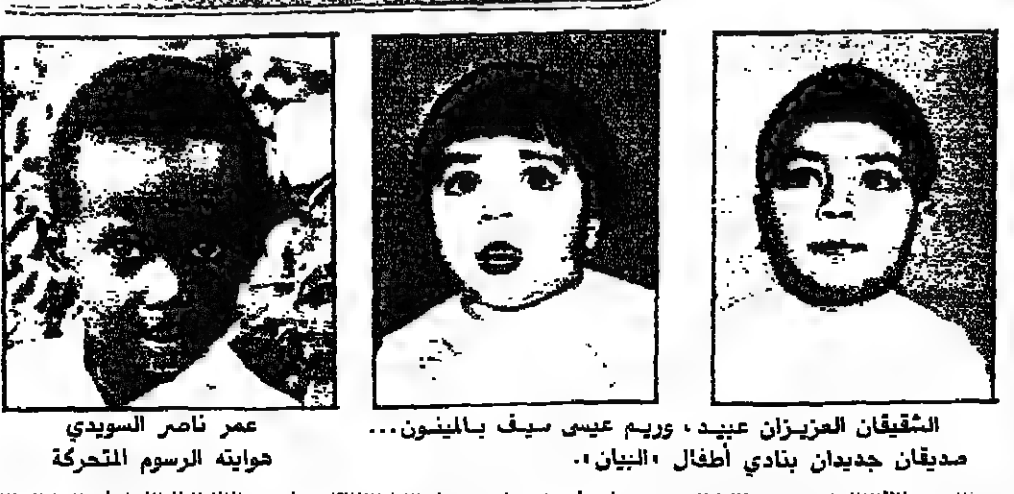 الشقيقان العزيزان عبيد ، وريم عيسى سيف بالمينون...
صديقان جديدان بنادي أطفال «البيان».
عمر ناصر السويدي
هوايته الرسوم المتحركة